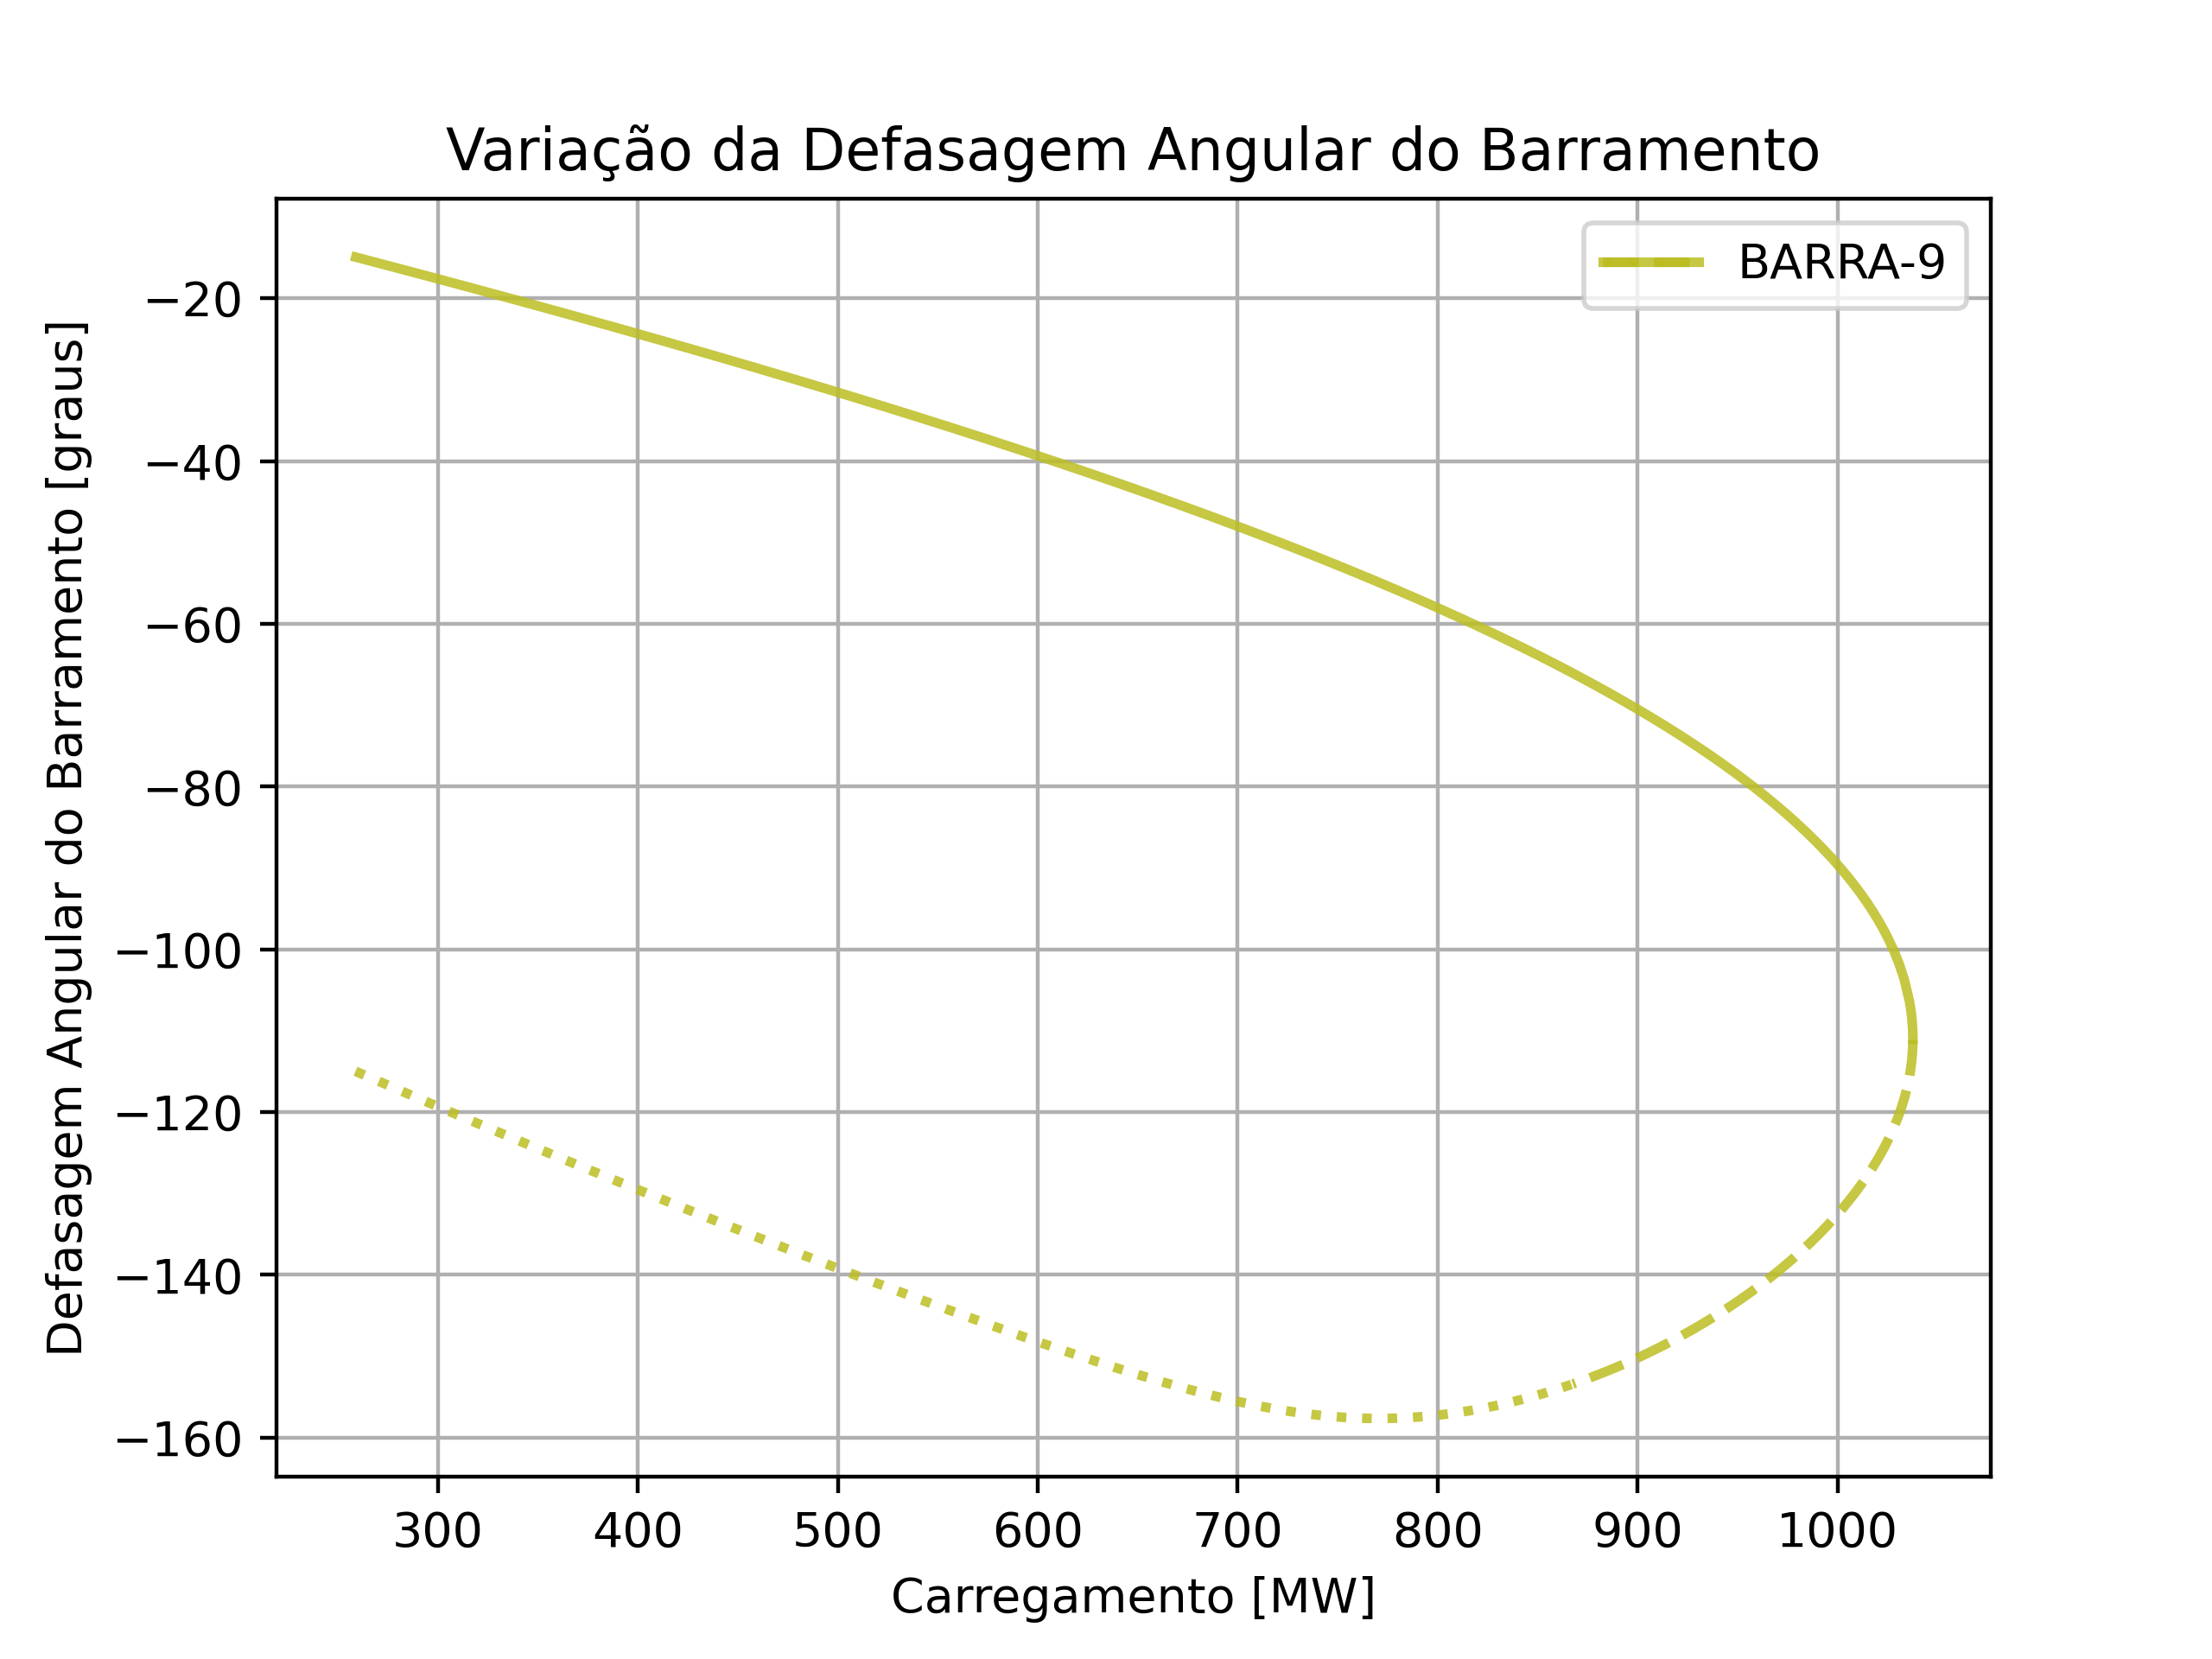 Variação da Defasagem Angular do Barramento
BARRA-9
Defasagem Angular do Barramento [graus]
−20
−40
−60
−80
−100
−120
−140
−160
300 400 500 600 700 800 900 1000
Carregamento [MW]